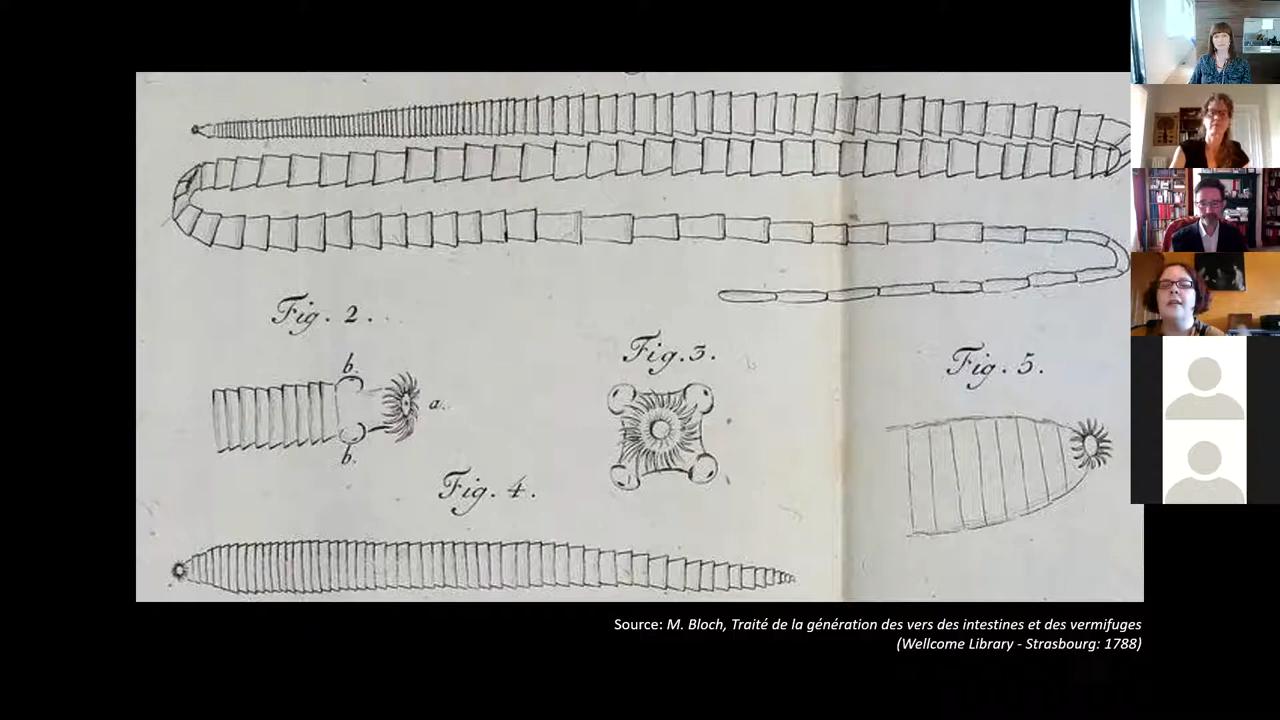 Fig. 2.
Fig. 3.
Fig. 5.
b.
a.
b.
Fig. 4.
Source: M. Bloch, Traité de la génération des vers des intestines et des vermifuges
(Wellcome Library - Strasbourg: 1788)